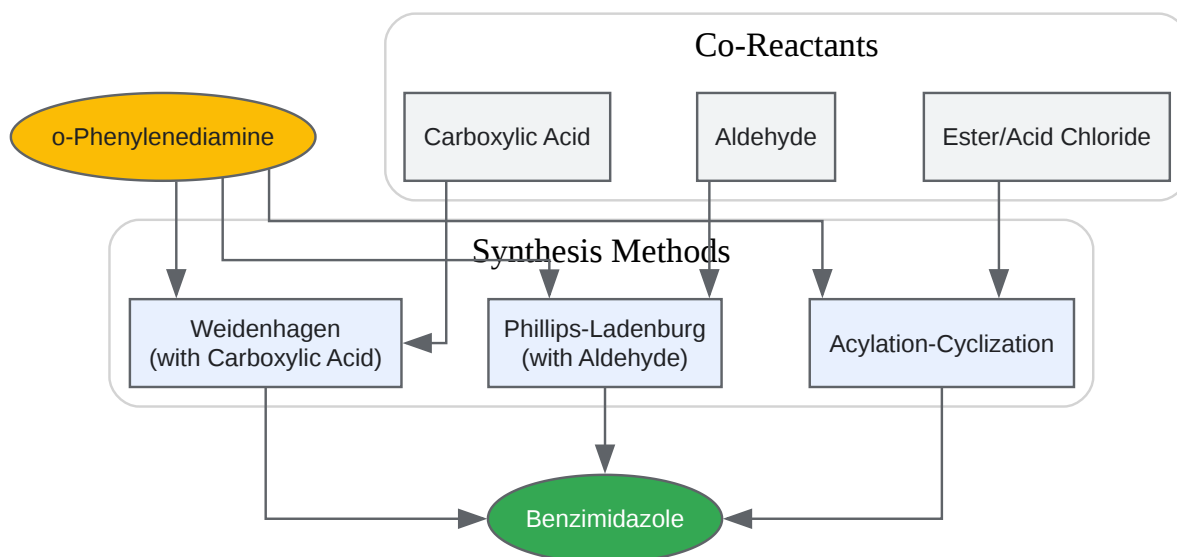 Co-Reactants
o-Phenylenediamine
Carboxylic Acid
Aldehyde
Ester/Acid Chloride
Synthesis Methods
Weidenhagen
(with Carboxylic Acid)
Phillips-Ladenburg
(with Aldehyde)
Acylation-Cyclization
Benzimidazole